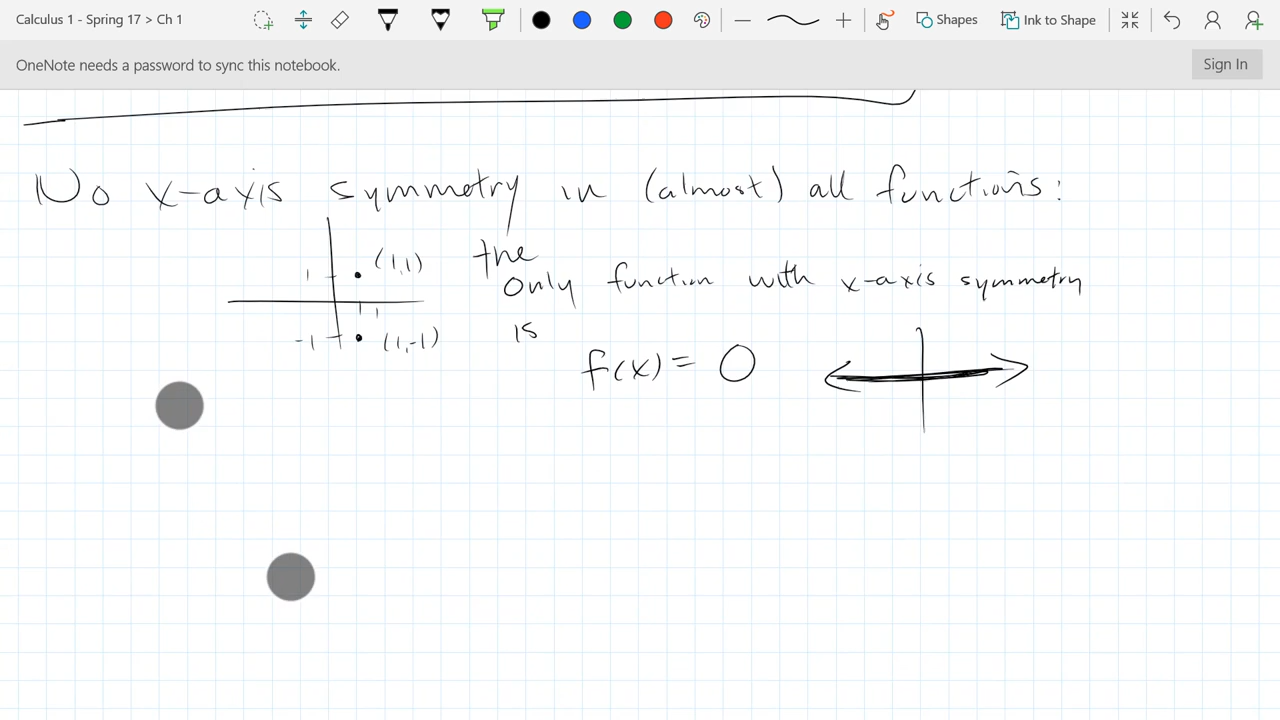 Calculus 1 - Spring 17 > Ch 1
Shapes
Ink to Shape
OneNote needs a password to sync this notebook.
Sign In
No x-axis symmetry in (almost) all functions:
1
(1,1)
1
-1
(1,-1)
the
only function with x-axis symmetry
is
f(x) = 0